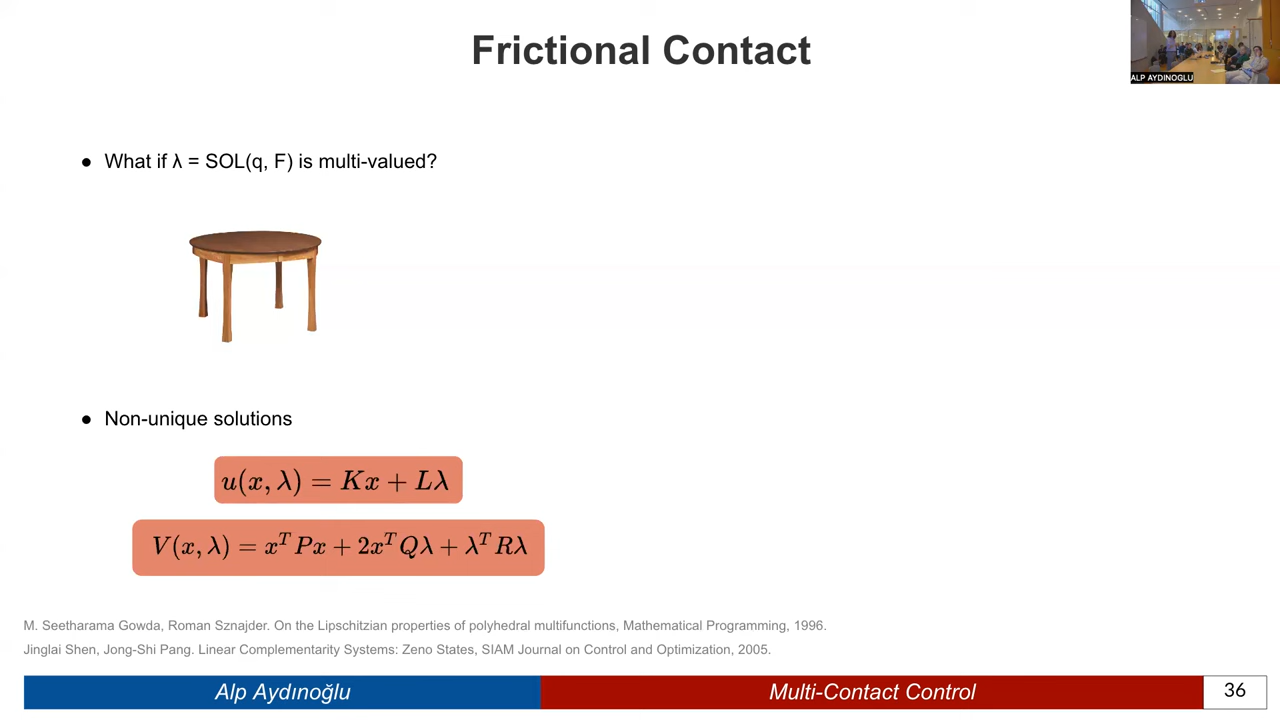 Frictional Contact
ALP AYDINOGLU
● What if λ = SOL(q, F) is multi-valued?
● Non-unique solutions
u(x, λ) = Kx + Lλ
V(x, λ) = x^T Px + 2x^T Qλ + λ^T Rλ
M. Seetharama Gowda, Roman Sznajder. On the Lipschitzian properties of polyhedral multifunctions, Mathematical Programming, 1996.
Jinglai Shen, Jong-Shi Pang. Linear Complementarity Systems: Zeno States, SIAM Journal on Control and Optimization, 2005.
Alp Aydınoğlu
Multi-Contact Control
36